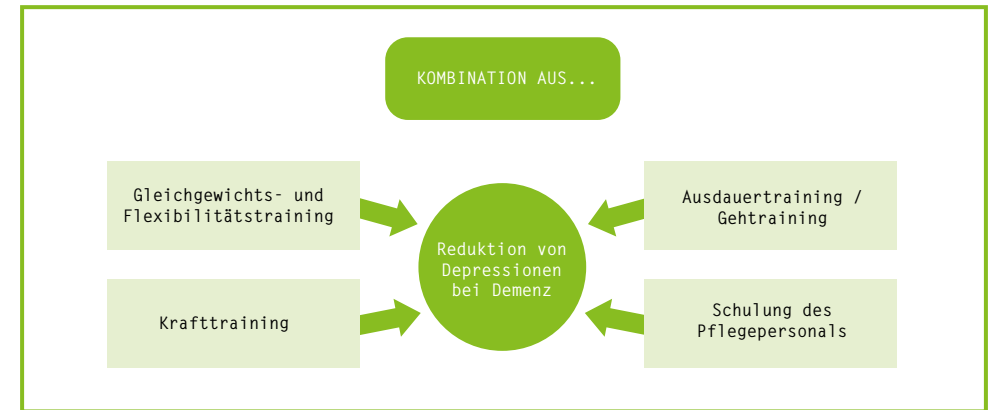 KOMBINATION AUS...
Gleichgewichts- und
Flexibilitätstraining
Ausdauertraining /
Gehtraining
Reduktion von
Depressionen
bei Demenz
Krafttraining
Schulung des
Pflegepersonals